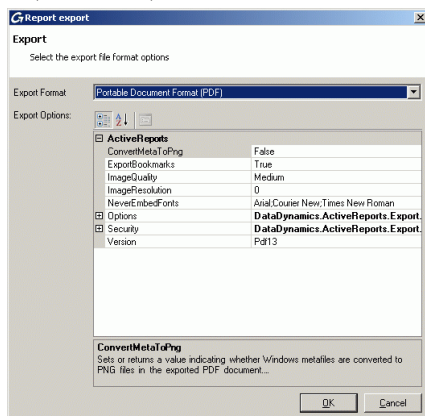 Report export
Export
Select the export file format options
Export Format
Portable Document Format (PDF)
Export Options:
ActiveReports
ConvertMetaToPng False
ExportBookmarks True
ImageQuality Medium
ImageResolution 0
NeverEmbedFonts Arial;Courier New;Times New Roman
Options DataDynamics.ActiveReports.Export.
Security DataDynamics.ActiveReports.Export.
Version Pdf13
ConvertMetaToPng
Sets or returns a value indicating whether Windows metafiles are converted to
PNG files in the exported PDF document....
OK Cancel